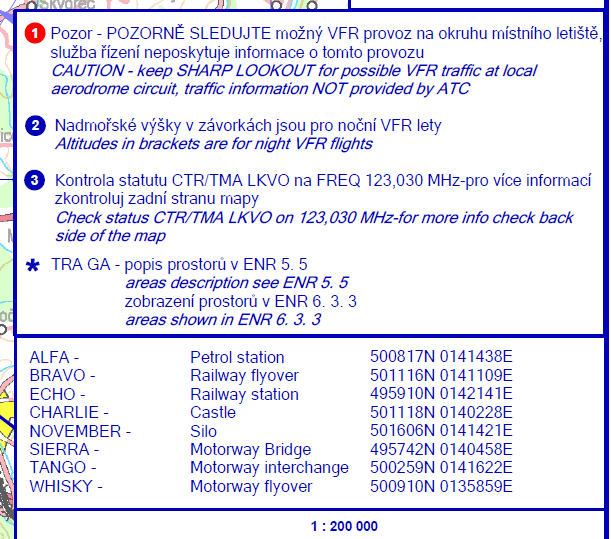 Skydrec
1 Pozor - POZORNĚ SLEDUJTE možný VFR provoz na okruhu místního letiště,
služba řízení neposkytuje informace o tomto provozu
CAUTION - keep SHARP LOOKOUT for possible VFR traffic at local
aerodrome circuit, traffic information NOT provided by ATC
2 Nadmořské výšky v závorkách jsou pro noční VFR lety
Altitudes in brackets are for night VFR flights
3 Kontrola statutu CTR/TMA LKVO na FREQ 123,030 MHz-pro více informací
zkontroluj zadní stranu mapy
Check status CTR/TMA LKVO on 123,030 MHz-for more info check back
side of the map
* TRA GA - popis prostorů v ENR 5. 5
areas description see ENR 5. 5
zobrazení prostorů v ENR 6. 3. 3
areas shown in ENR 6. 3. 3
ALFA - Petrol station 500817N 0141438E
BRAVO - Railway flyover 501116N 0141109E
ECHO - Railway station 495910N 0142141E
CHARLIE - Castle 501118N 0140228E
NOVEMBER - Silo 501606N 0141421E
SIERRA - Motorway Bridge 495742N 0140458E
TANGO - Motorway interchange 500259N 0141622E
WHISKY - Motorway flyover 500910N 0135859E
1 : 200 000